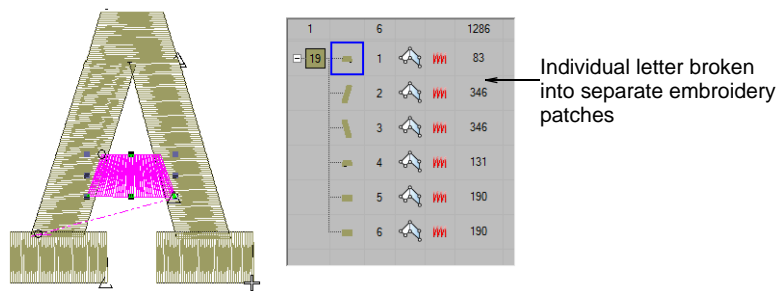 1 6 1286
19 1 83
2 346
3 346
4 131
5 190
6 190
Individual letter broken
into separate embroidery
patches